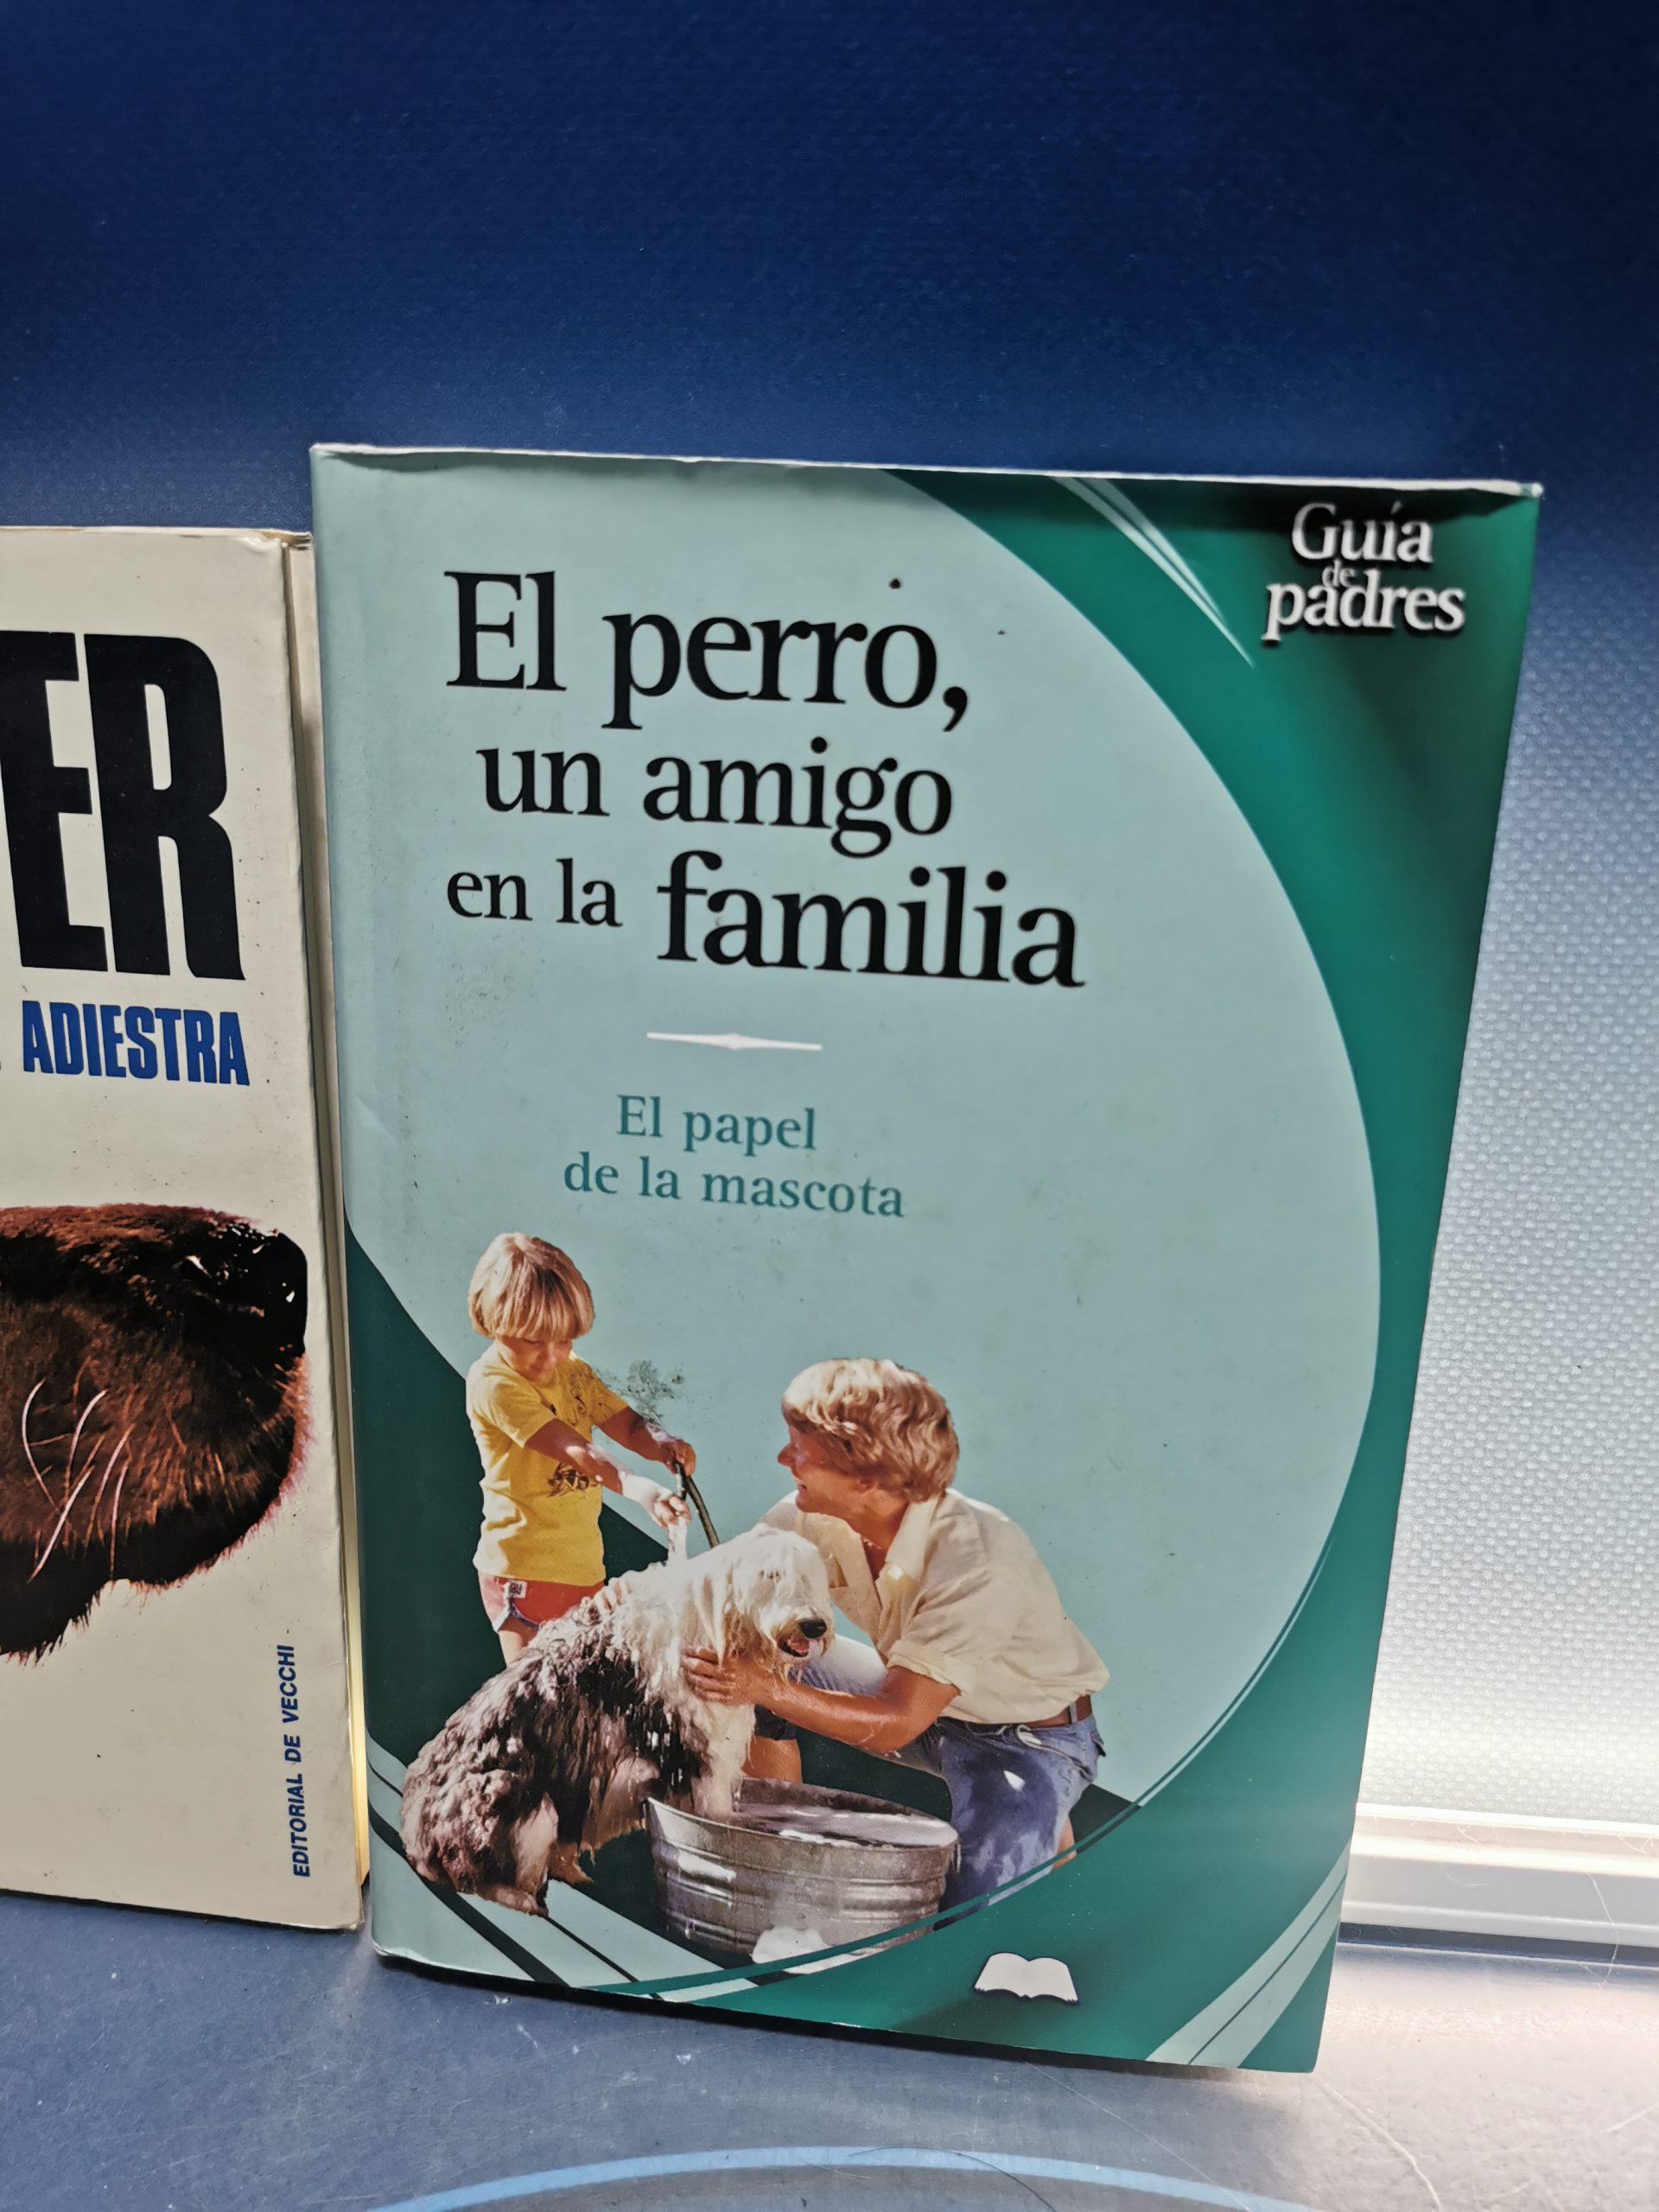 ER
ADIESTRA
EDITORIAL DE VECCHI
Guía
de
padres
El perro,
un amigo
en la familia
El papel
de la mascota